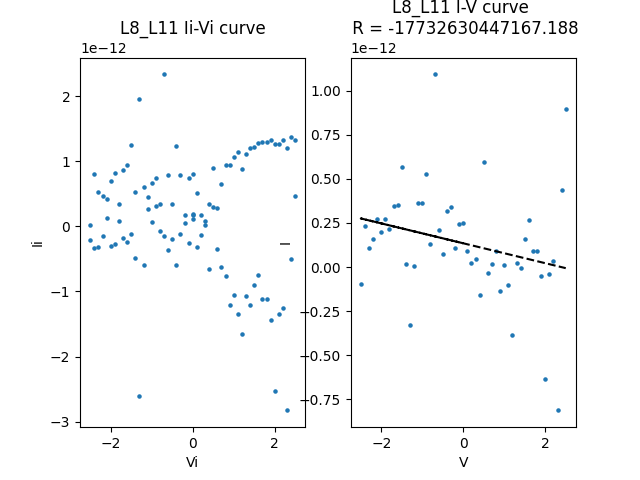 L8_L11 Ii-Vi curve
1e−12
2
1
0
−1
−2
−3
−2
0
2
Ii
Vi
L8_L11 I-V curve
R = -17732630447167.188
1e−12
1.00
0.75
0.50
0.25
0.00
−0.25
−0.50
−0.75
−2
0
2
I
V